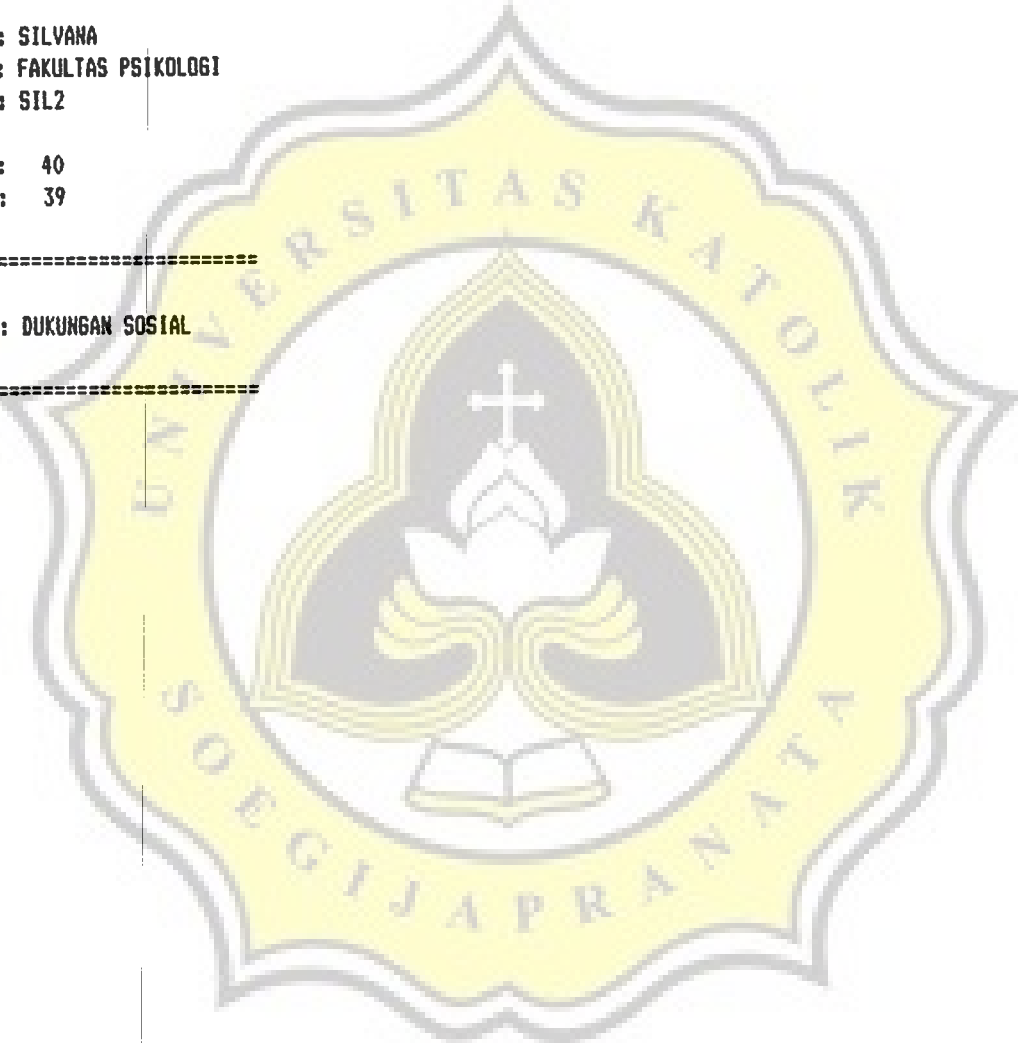 : SILVANA
: FAKULTAS PSIKOLOGI
: SIL2
: 40
: 39
==========================
: DUKUNGAN SOSIAL
==========================
UNIVERSITAS KATOLIK
SOEGIJAPRANATA